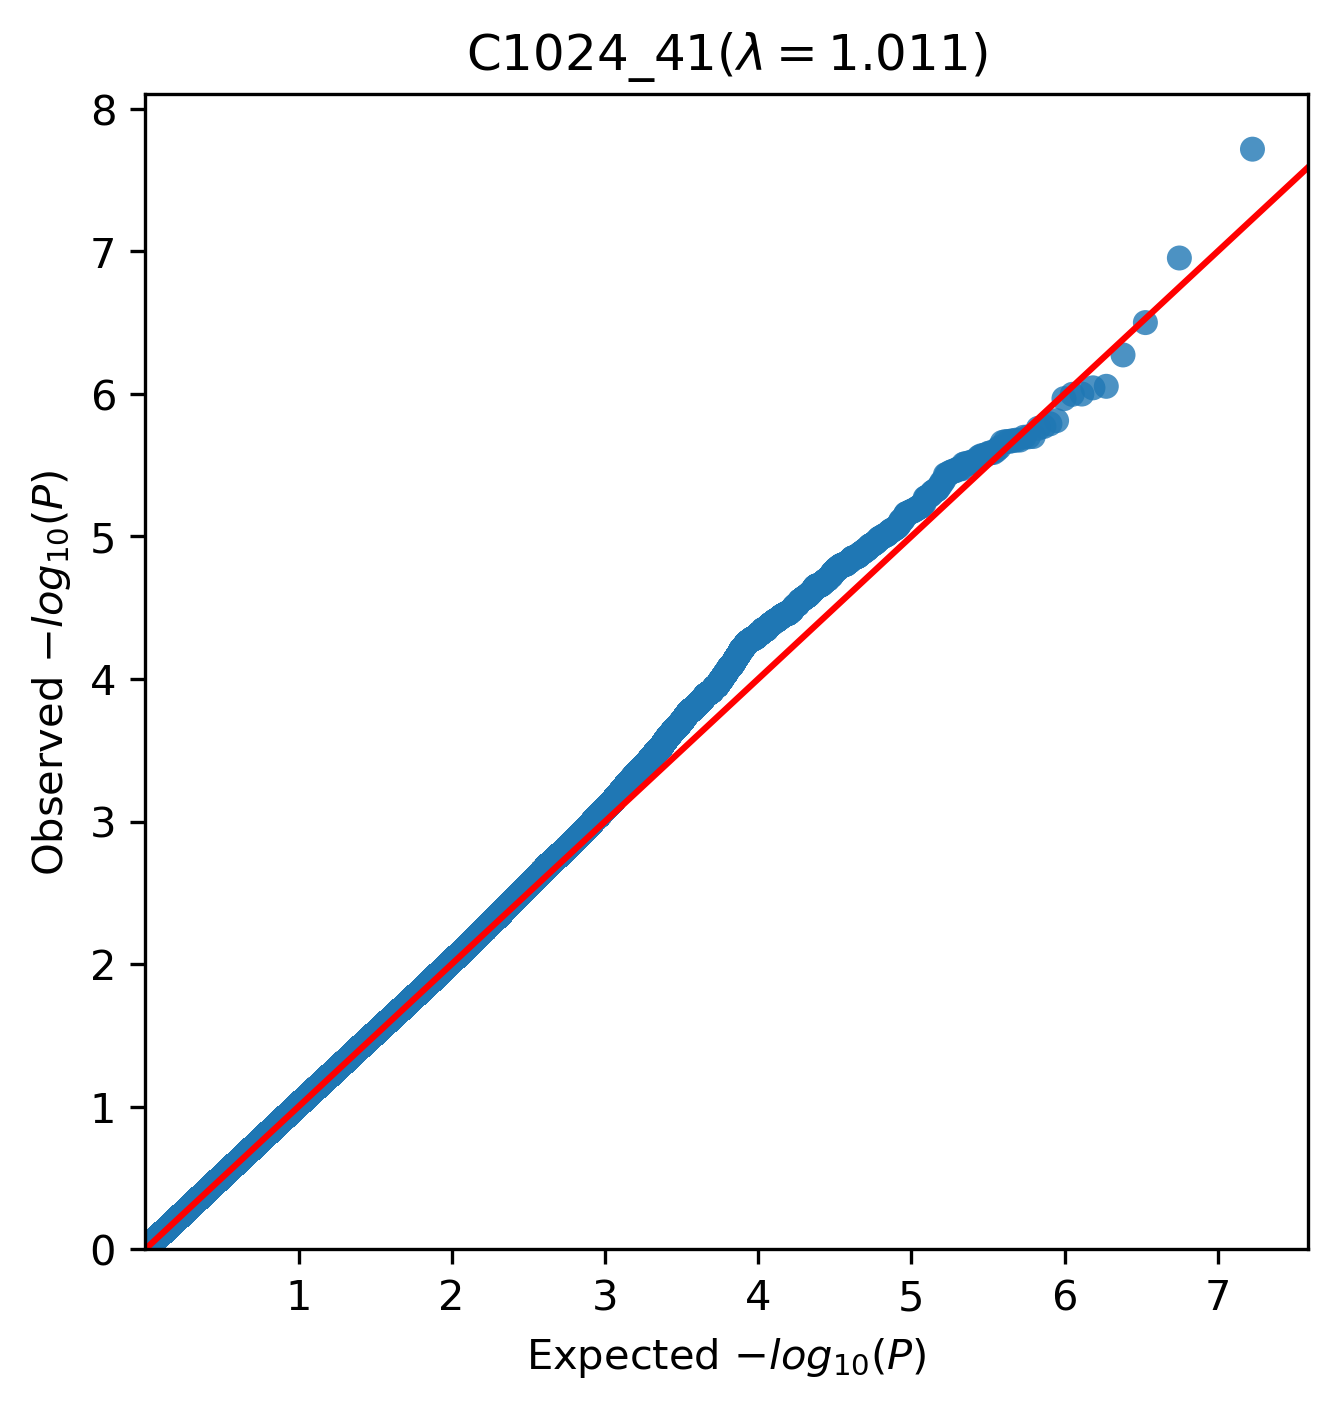 C1024_41(λ = 1.011)
8
7
6
5
4
3
2
1
0
Observed −log₁₀(P)
1 2 3 4 5 6 7
Expected −log₁₀(P)